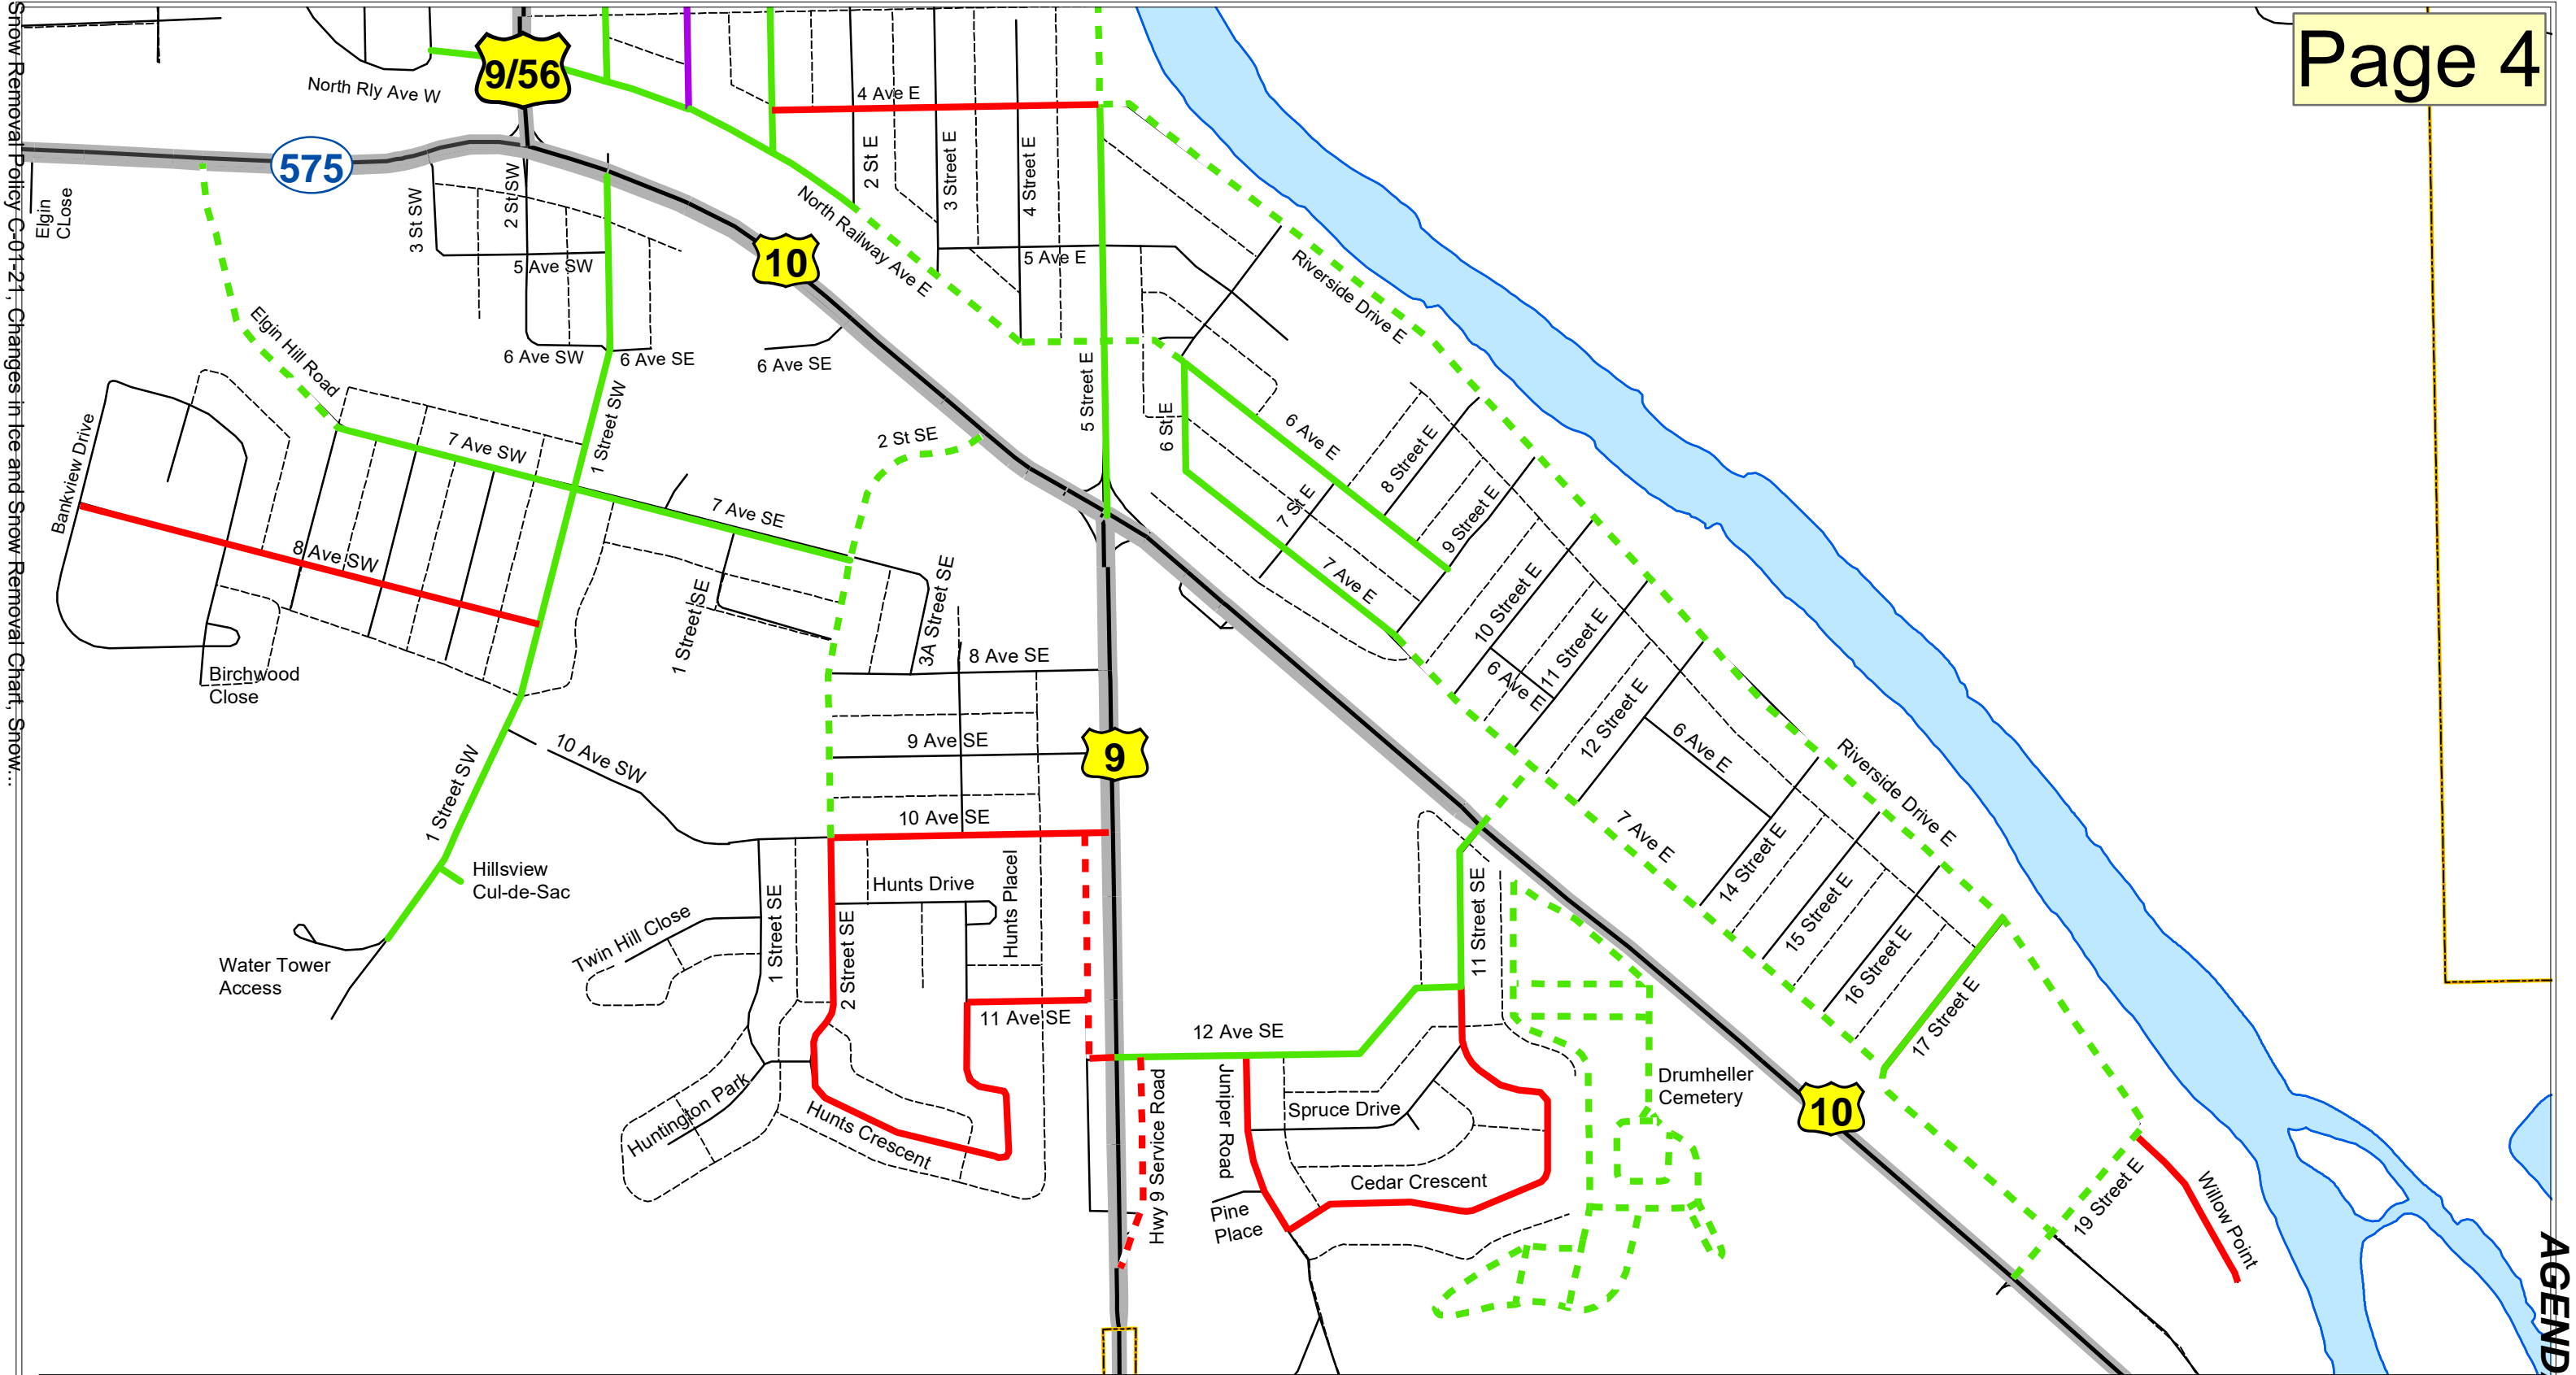 Page 4
Snow Removal Policy C-01-21, Changes in Ice and Snow Removal Chart, Snow...
9/56
North Rly Ave W
575
Elgin
CLose
3 St SW
2 St SW
5 Ave SW
6 Ave SW
6 Ave SE
10
6 Ave SE
4 Ave E
2 St E
3 Street E
4 Street E
North Railway Ave E
5 Ave E
Riverside Drive E
Elgin Hill Road
Bankview Drive
7 Ave SW
1 Street SW
8 Ave SW
Birchwood
Close
2 St SE
7 Ave SE
1 Street SE
3A Street SE
5 Street E
6 St E
6 Ave E
7 St E
8 Street E
9 Street E
7 Ave E
10 Street E
11 Street E
6 Ave E
12 Street E
6 Ave E
7 Ave E
14 Street E
15 Street E
16 Street E
17 Street E
Riverside Drive E
8 Ave SE
9 Ave SE
9
10 Ave SE
10 Ave SW
1 Street SW
Hillsview
Cul-de-Sac
Water Tower
Access
Twin Hill Close
1 Street SE
2 Street SE
Hunts Drive
Hunts Placel
11 Ave SE
Huntington Park
Hunts Crescent
12 Ave SE
11 Street SE
Hwy 9 Service Road
Juniper Road
Spruce Drive
Cedar Crescent
Pine
Place
Drumheller
Cemetery
10
19 Street E
Willow Point
AGEND